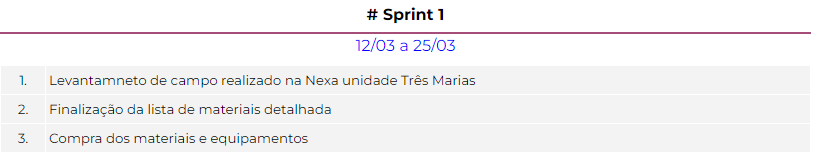 # Sprint 1
12/03 a 25/03
1. Levantamneto de campo realizado na Nexa unidade Três Marias
2. Finalização da lista de materiais detalhada
3. Compra dos materiais e equipamentos